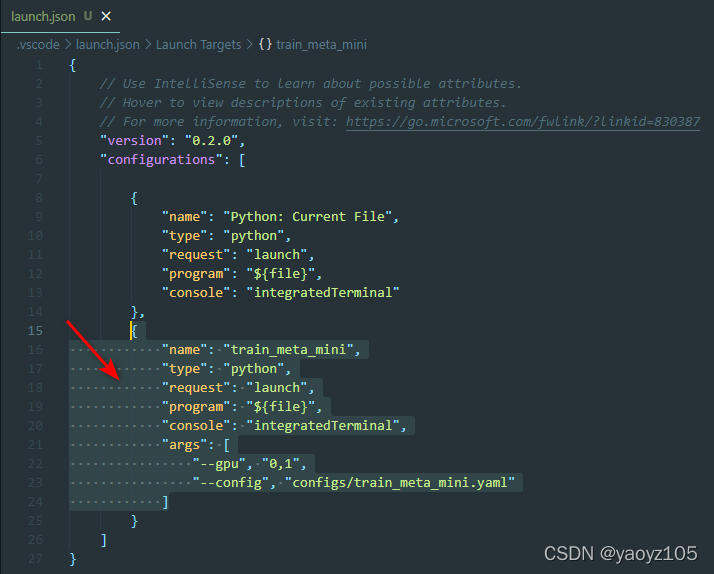 launch.json U ×
.vscode > launch.json > Launch Targets > {} train_meta_mini
1 {
2 // Use IntelliSense to learn about possible attributes.
3 // Hover to view descriptions of existing attributes.
4 // For more information, visit: https://go.microsoft.com/fwlink/?linkid=830387
5 "version": "0.2.0",
6 "configurations": [
7
8 {
9 "name": "Python: Current File",
10 "type": "python",
11 "request": "launch",
12 "program": "${file}",
13 "console": "integratedTerminal"
14 },
15 {
16 "name": "train_meta_mini",
17 "type": "python",
18 "request": "launch",
19 "program": "${file}",
20 "console": "integratedTerminal",
21 "args": [
22 "--gpu", "0,1",
23 "--config", "configs/train_meta_mini.yaml"
24 ]
25 }
26 ]
27 }
CSDN @yaoyz105